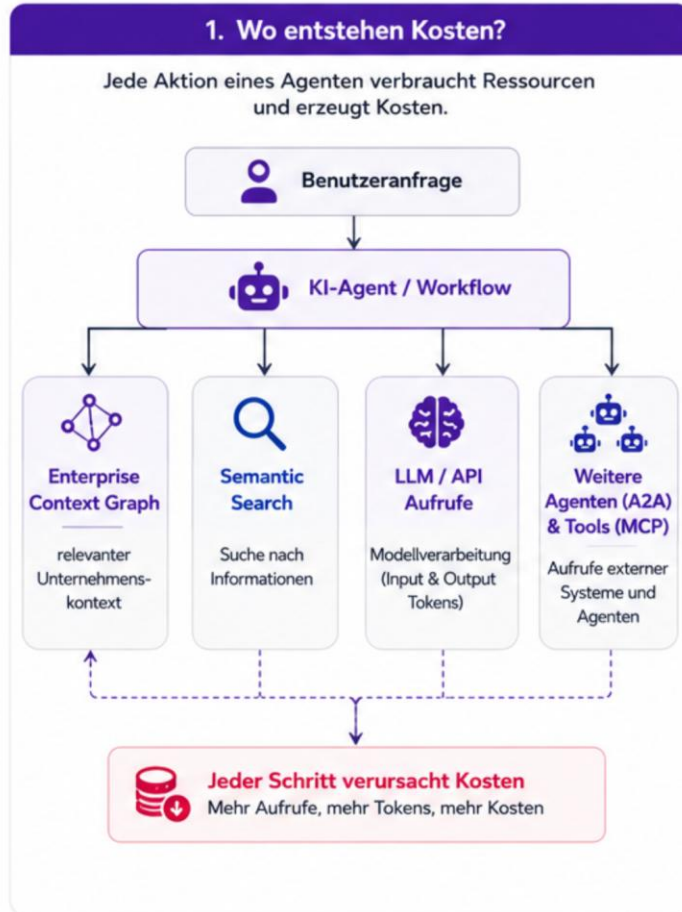 1. Wo entstehen Kosten?
Jede Aktion eines Agenten verbraucht Ressourcen
und erzeugt Kosten.
Benutzeranfrage
KI-Agent / Workflow
Enterprise
Context Graph
relevanter
Unternehmens-
kontext
Semantic
Search
Suche nach
Informationen
LLM / API
Aufrufe
Modellverarbeitung
(Input & Output
Tokens)
Weitere
Agenten (A2A)
& Tools (MCP)
Aufrufe externer
Systeme und
Agenten
Jeder Schritt verursacht Kosten
Mehr Aufrufe, mehr Tokens, mehr Kosten